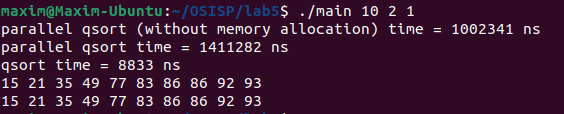 maxim@Maxim-Ubuntu:~/OSISP/lab5$ ./main 10 2 1
parallel qsort (without memory allocation) time = 1002341 ns
parallel qsort time = 1411282 ns
qsort time = 8833 ns
15 21 35 49 77 83 86 86 92 93
15 21 35 49 77 83 86 86 92 93